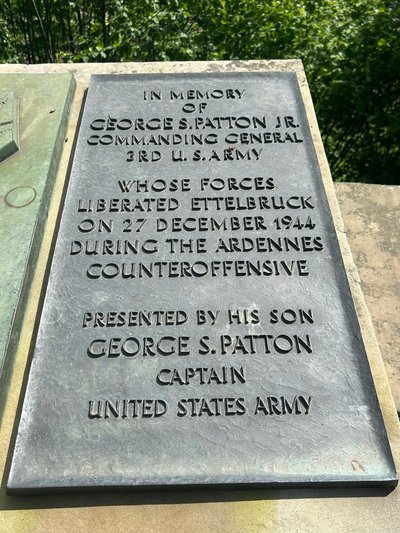 IN MEMORY
OF
GEORGE S. PATTON JR.
COMMANDING GENERAL
3RD U. S. ARMY
WHOSE FORCES
LIBERATED ETTELBRUCK
ON 27 DECEMBER 1944
DURING THE ARDENNES
COUNTEROFFENSIVE
PRESENTED BY HIS SON
GEORGE S. PATTON
CAPTAIN
UNITED STATES ARMY